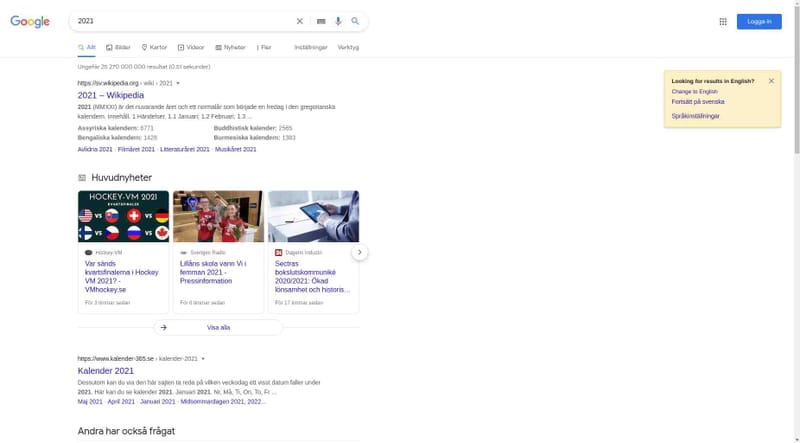 Google
2021
Logga in
Allt
Bilder
Kartor
Videor
Nyheter
Fler
Inställningar
Verktyg
Ungefär 25 270 000 000 resultat (0,51 sekunder)
https://sv.wikipedia.org › wiki › 2021
2021 – Wikipedia
2021 (MMXXI) är det nuvarande året och ett normalår som började en fredag i den gregorianska
kalendern. Innehåll. 1 Händelser. 1.1 Januari; 1.2 Februari; 1.3 ...
Assyriska kalendern: 6771
Buddhistisk kalender: 2565
Bengaliska kalendern: 1428
Burmesiska kalendern: 1383
Avlidna 2021 · Filmåret 2021 · Litteraturåret 2021 · Musikåret 2021
Looking for results in English?
Change to English
Fortsätt på svenska
Språkinställningar
Huvudnyheter
HOCKEY-VM 2021
KVARTSFINALER
VS
VS
VS
VS
Hockey-VM
Var sänds
kvartsfinalerna i Hockey
VM 2021? -
VMhockey.se
För 3 timmar sedan
Sveriges Radio
Lillåns skola vann Vi i
femman 2021 -
Pressinformation
För 6 timmar sedan
Dagens industri
Sectras
bokslutskommuniké
2020/2021: Ökad
lönsamhet och historis...
För 17 timmar sedan
Visa alla
https://www.kalender-365.se › kalender-2021
Kalender 2021
Dessutom kan du via den här sajten ta reda på vilken veckodag ett visst datum faller under
2021. Här kan du se kalender 2021. Januari 2021. Nr, Må, Ti, On, To, Fr ...
Maj 2021 · April 2021 · Januari 2021 · Midsommardagen 2021, 2022...
Andra har också frågat